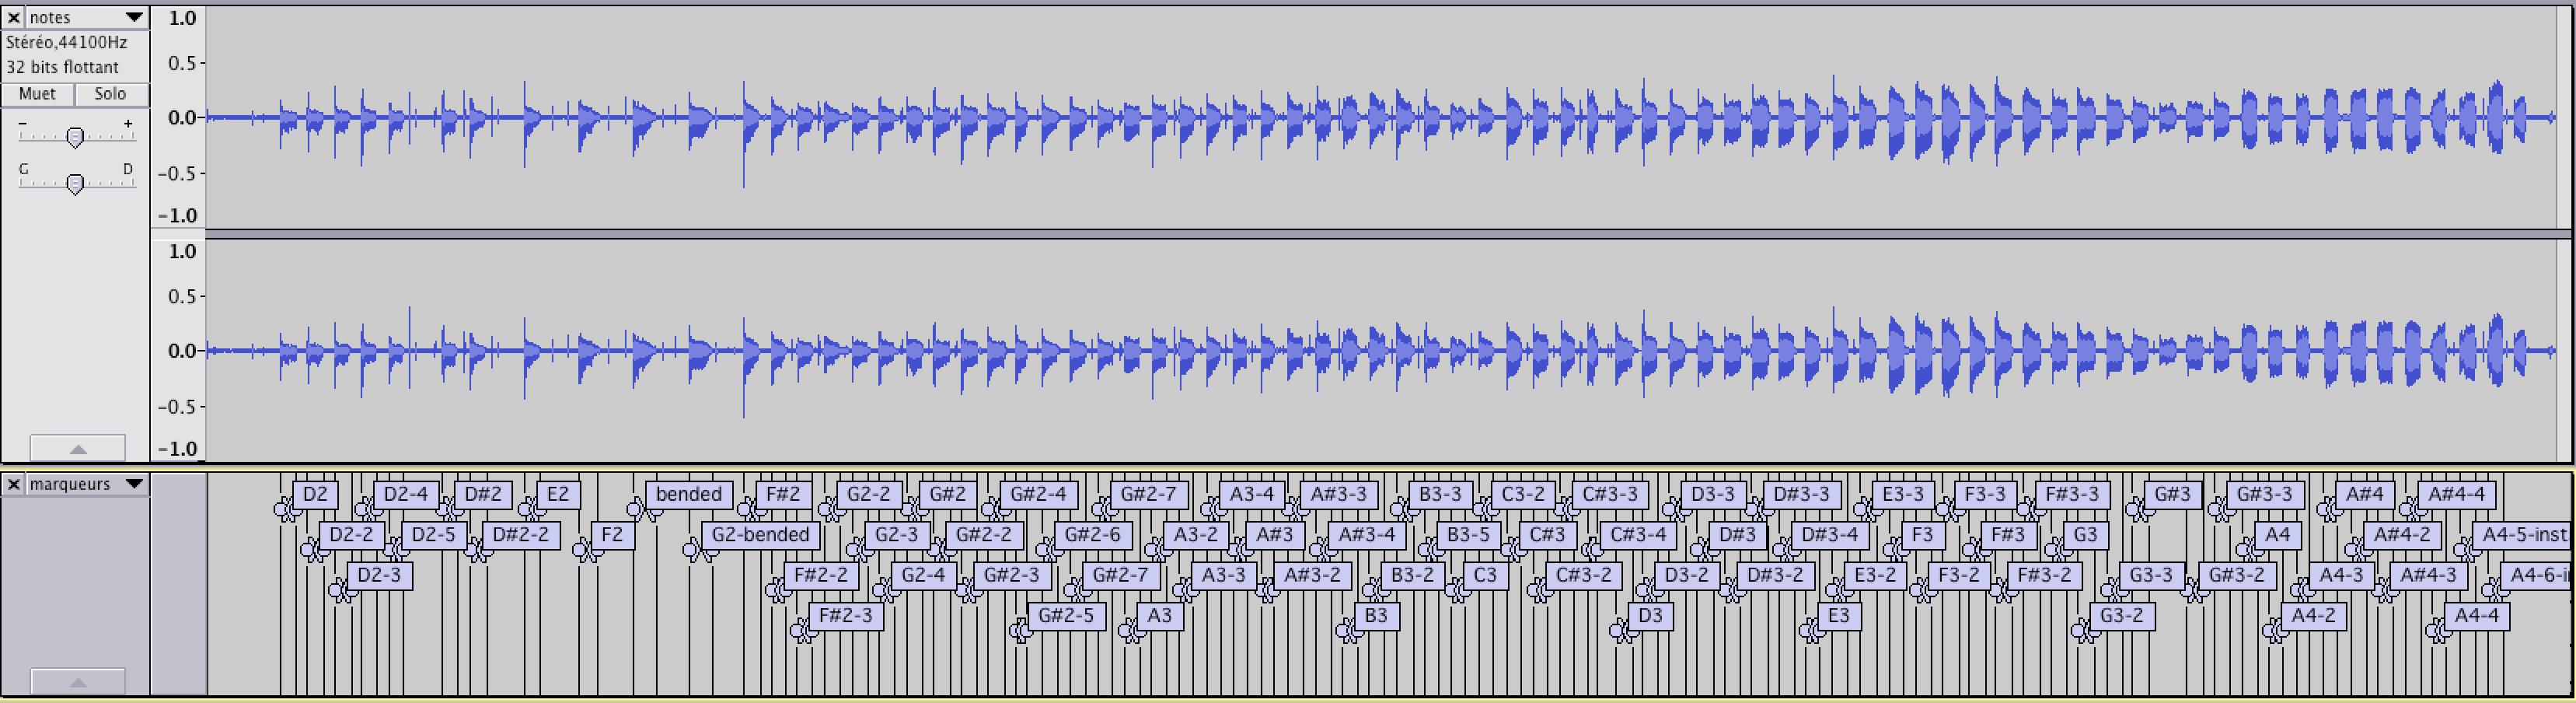 notes
Stéréo,44100Hz
32 bits flottant
Muet Solo
- +
G D
1.0
0.5
0.0
-0.5
-1.0
1.0
0.5
0.0
-0.5
-1.0
marqueurs
D2 D2-4 D#2 E2 bended F#2 G2-2 G#2 G#2-4 G#2-7 A3-4 A#3-3 B3-3 C3-2 C#3-3 D3-3 D#3-3 E3-3 F3-3 F#3-3 G#3 G#3-3 A#4 A#4-4
D2-2 D2-5 D#2-2 F2 G2-bended G2-3 G#2-2 G#2-6 A3-2 A#3 A#3-4 B3-5 C#3 C#3-4 D#3 D#3-4 F3 F#3 G3 A4 A#4-2 A4-5-inst
D2-3 F#2-2 G2-4 G#2-3 G#2-7 A3-3 A#3-2 B3-2 C3 C#3-2 D3-2 D#3-2 E3-2 F3-2 F#3-2 G3-3 G#3-2 A4-3 A#4-3 A4-6-i
F#2-3 G#2-5 A3 B3 D3 E3 G3-2 A4-2 A4-4